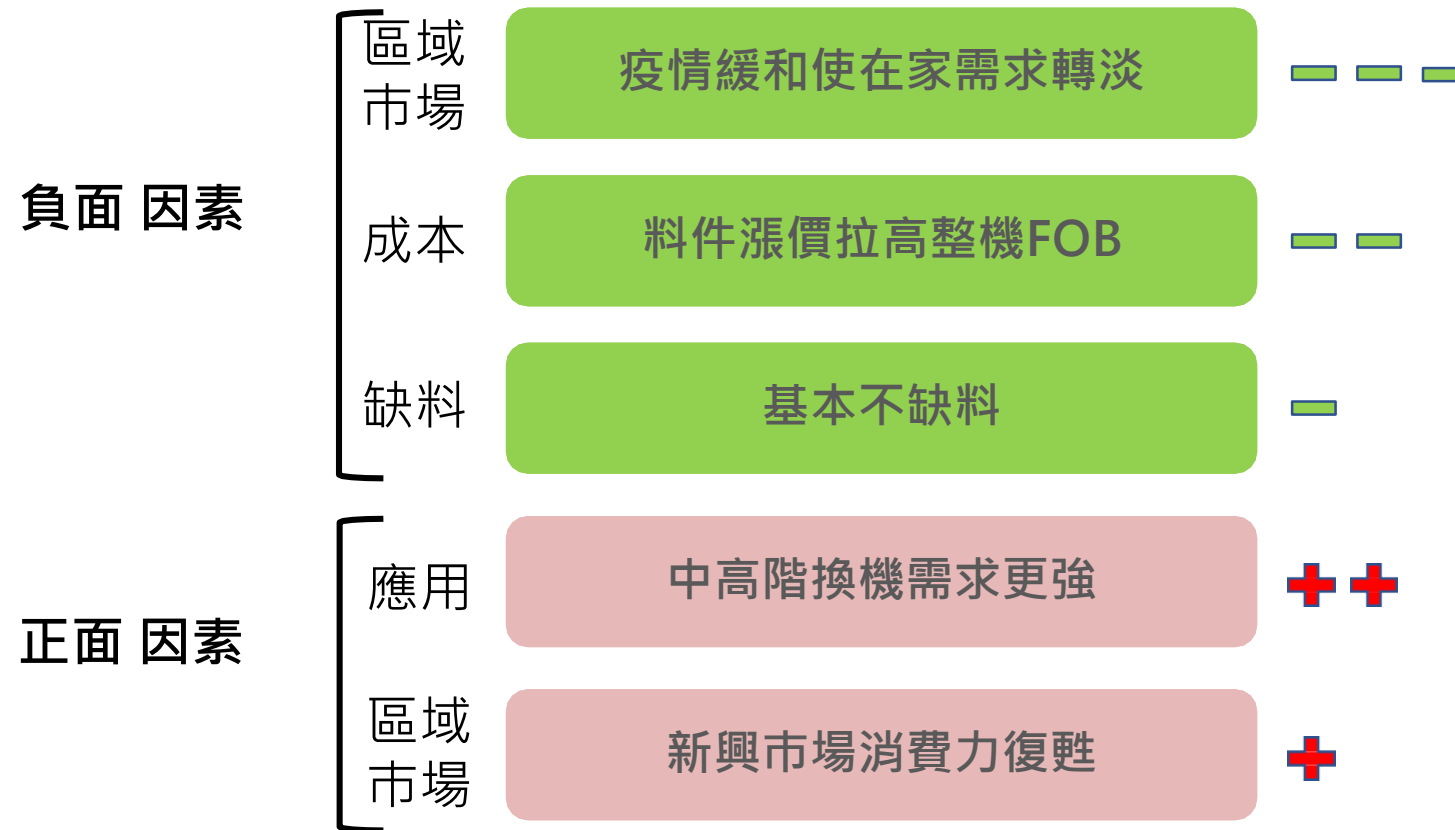 負面 因素
區域
市場
疫情緩和使在家需求轉淡
成本
料件漲價拉高整機FOB
缺料
基本不缺料
正面 因素
應用
中高階換機需求更強
區域
市場
新興市場消費力復甦